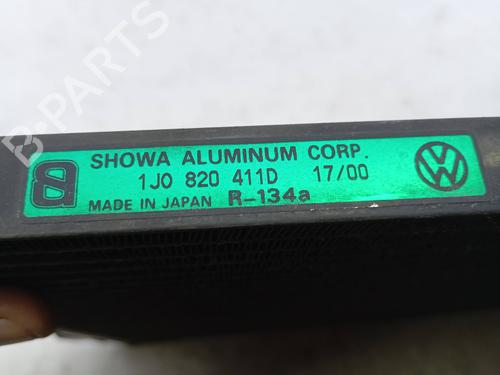 B-PARTS
SHOWA ALUMINUM CORP.
1J0 820 411D 17/00
MADE IN JAPAN R-134a